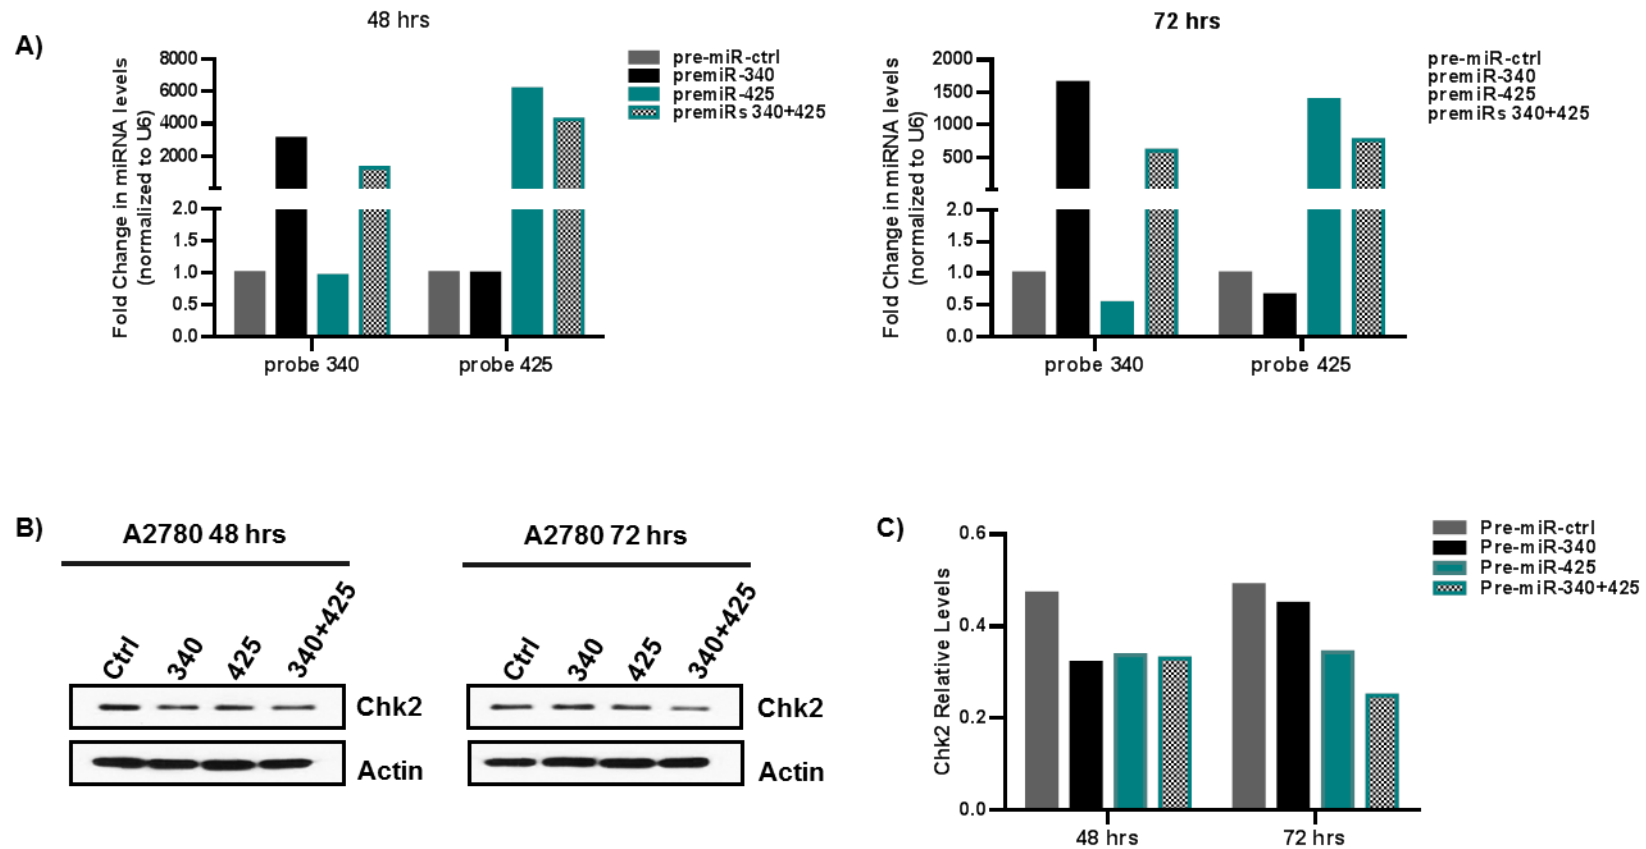 A)
48 hrs
Fold Change in miRNA levels
(normalized to U6)
8000
6000
4000
2000
2.0
1.5
1.0
0.5
0.0
probe 340
probe 425
pre-miR-ctrl
premiR-340
premiR-425
premiRs 340+425
72 hrs
Fold Change in miRNA levels
(normalized to U6)
2000
1500
1000
500
2.0
1.5
1.0
0.5
0.0
probe 340
probe 425
pre-miR-ctrl
premiR-340
premiR-425
premiRs 340+425
B)
A2780 48 hrs
Ctrl
340
425
340+425
Chk2
Actin
A2780 72 hrs
Ctrl
340
425
340+425
Chk2
Actin
C)
Chk2 Relative Levels
0.6
0.4
0.2
0.0
48 hrs
72 hrs
Pre-miR-ctrl
Pre-miR-340
Pre-miR-425
Pre-miR-340+425